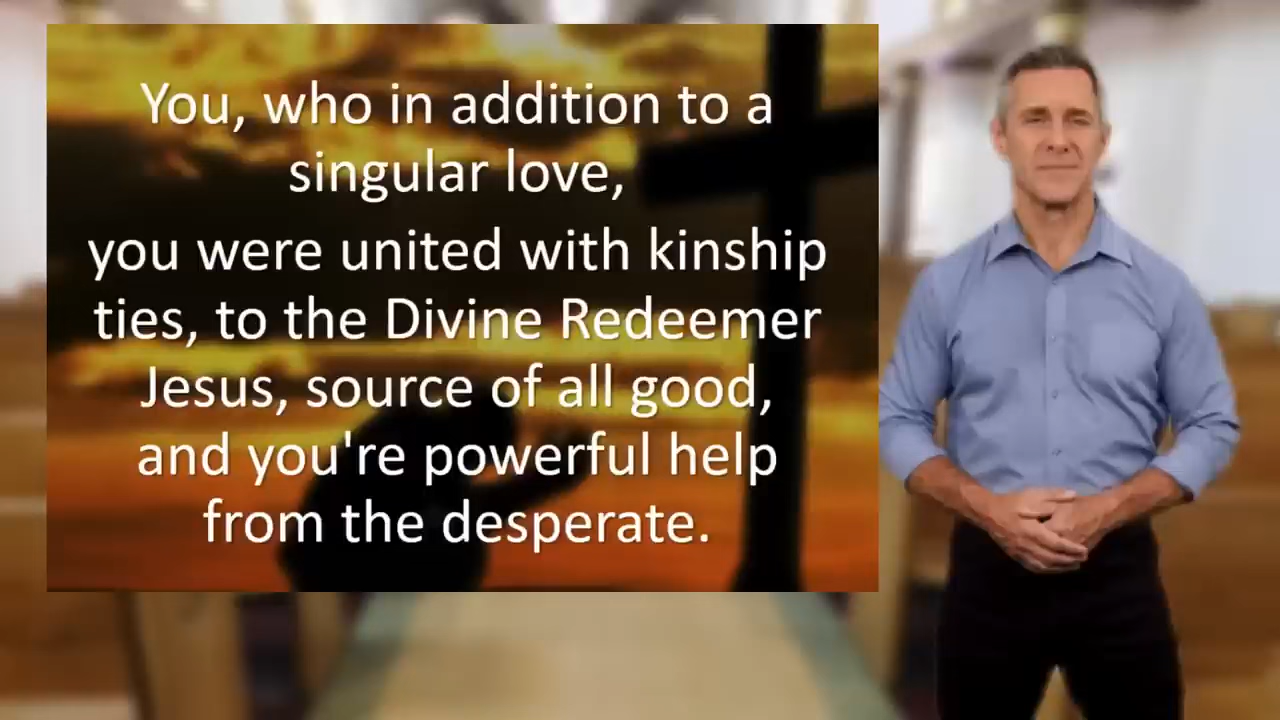 You, who in addition to a
singular love,
you were united with kinship
ties, to the Divine Redeemer
Jesus, source of all good,
and you're powerful help
from the desperate.